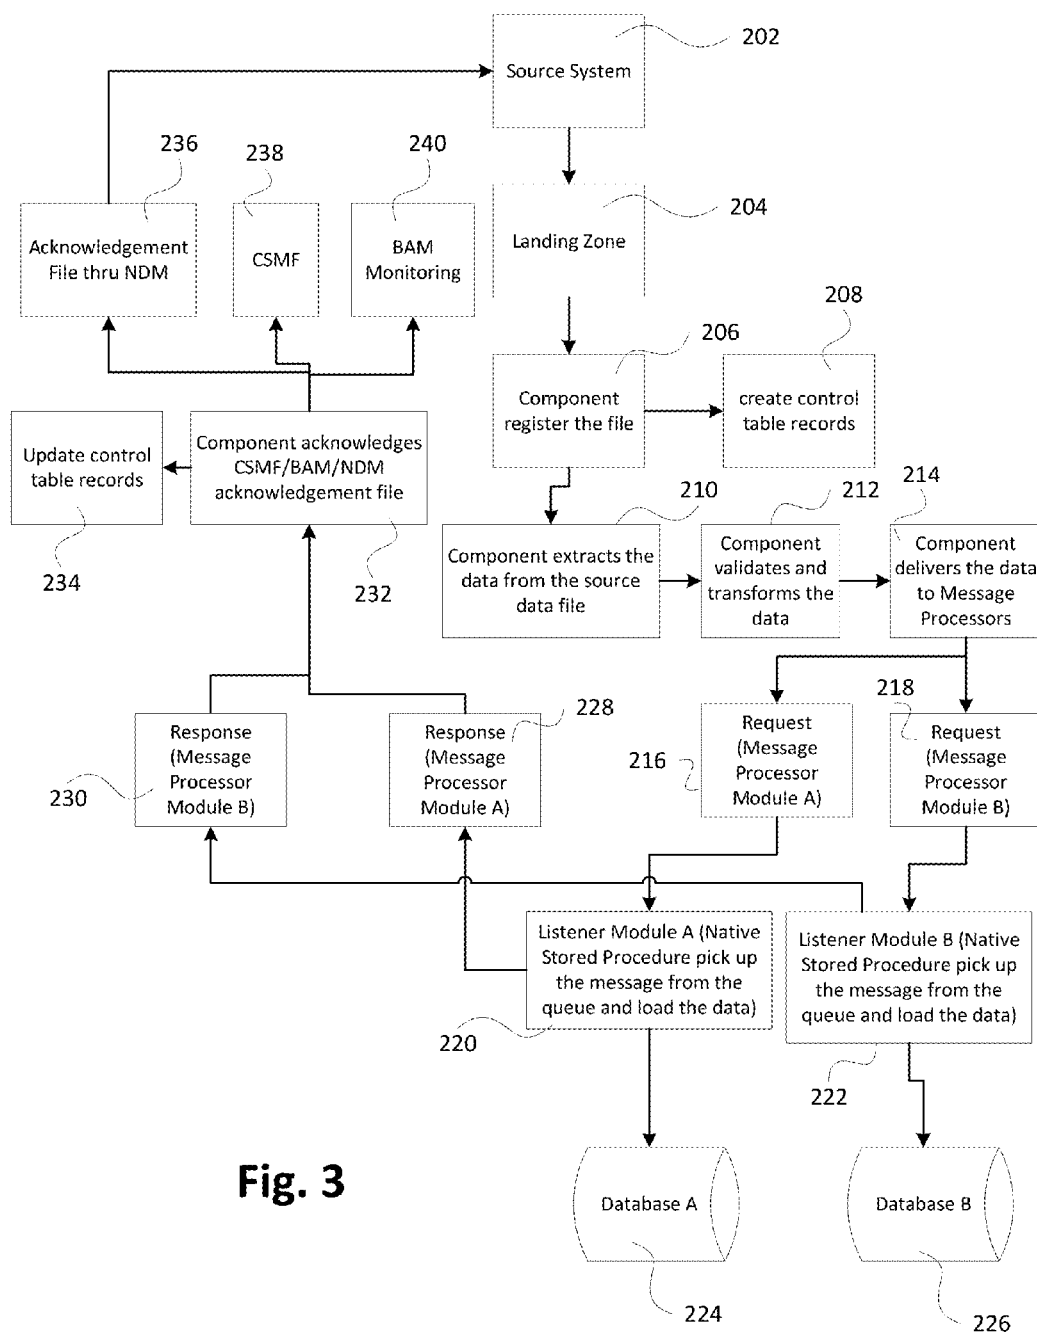 202
Source System
236
238
240
204
Acknowledgement
File thru NDM
CSMF
BAM
Monitoring
Landing Zone
206
208
Component
register the file
create control
table records
Update control
table records
Component acknowledges
CSMF/BAM/NDM
acknowledgement file
234
232
210
212
214
Component extracts the
data from the source
data file
Component
validates and
transforms the
data
Component
delivers the data
to Message
Processors
230
Response
(Message
Processor
Module B)
228
Response
(Message
Processor
Module A)
216
Request
(Message
Processor
Module A)
218
Request
(Message
Processor
Module B)
Listener Module A (Native
Stored Procedure pick up
the message from the
queue and load the data)
220
Listener Module B (Native
Stored Procedure pick up
the message from the
queue and load the data)
222
Fig. 3
Database A
Database B
224
226